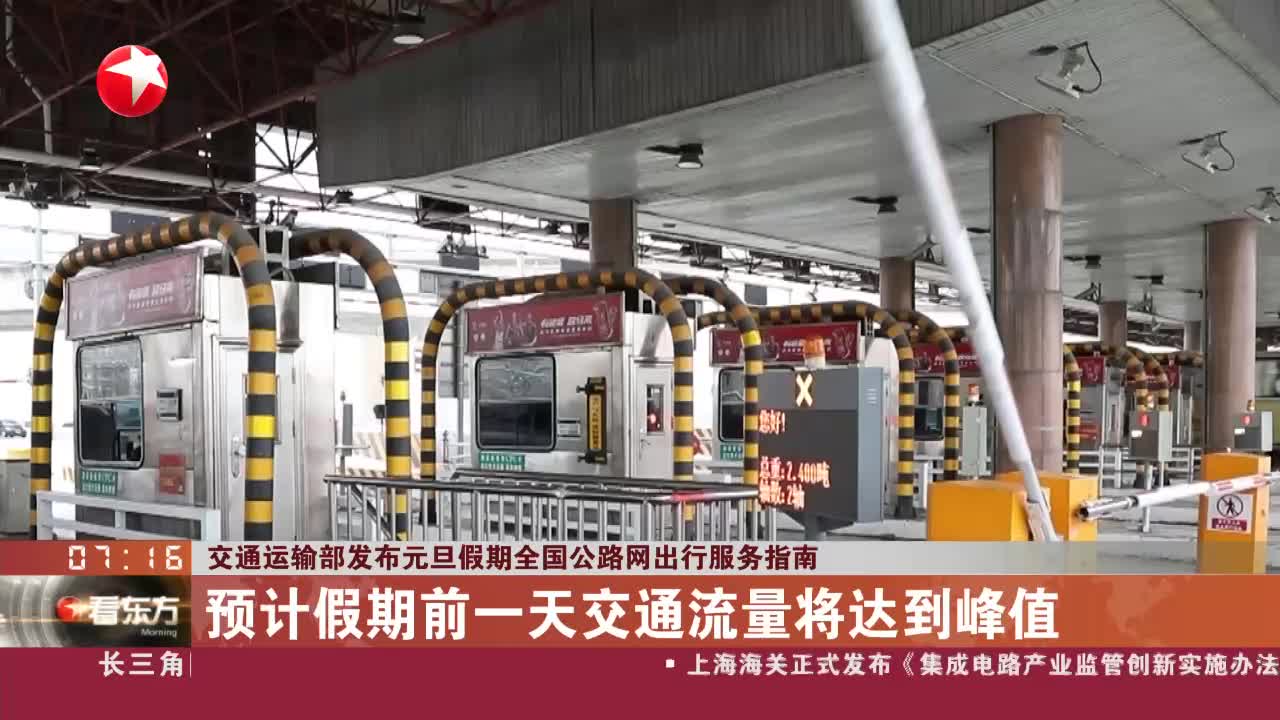 您好!
总重:2.400吨
轴数:2轴
07:16
交通运输部发布元旦假期全国公路网出行服务指南
看东方
Morning
预计假期前一天交通流量将达到峰值
长三角
▪ 上海海关正式发布《集成电路产业监管创新实施办法